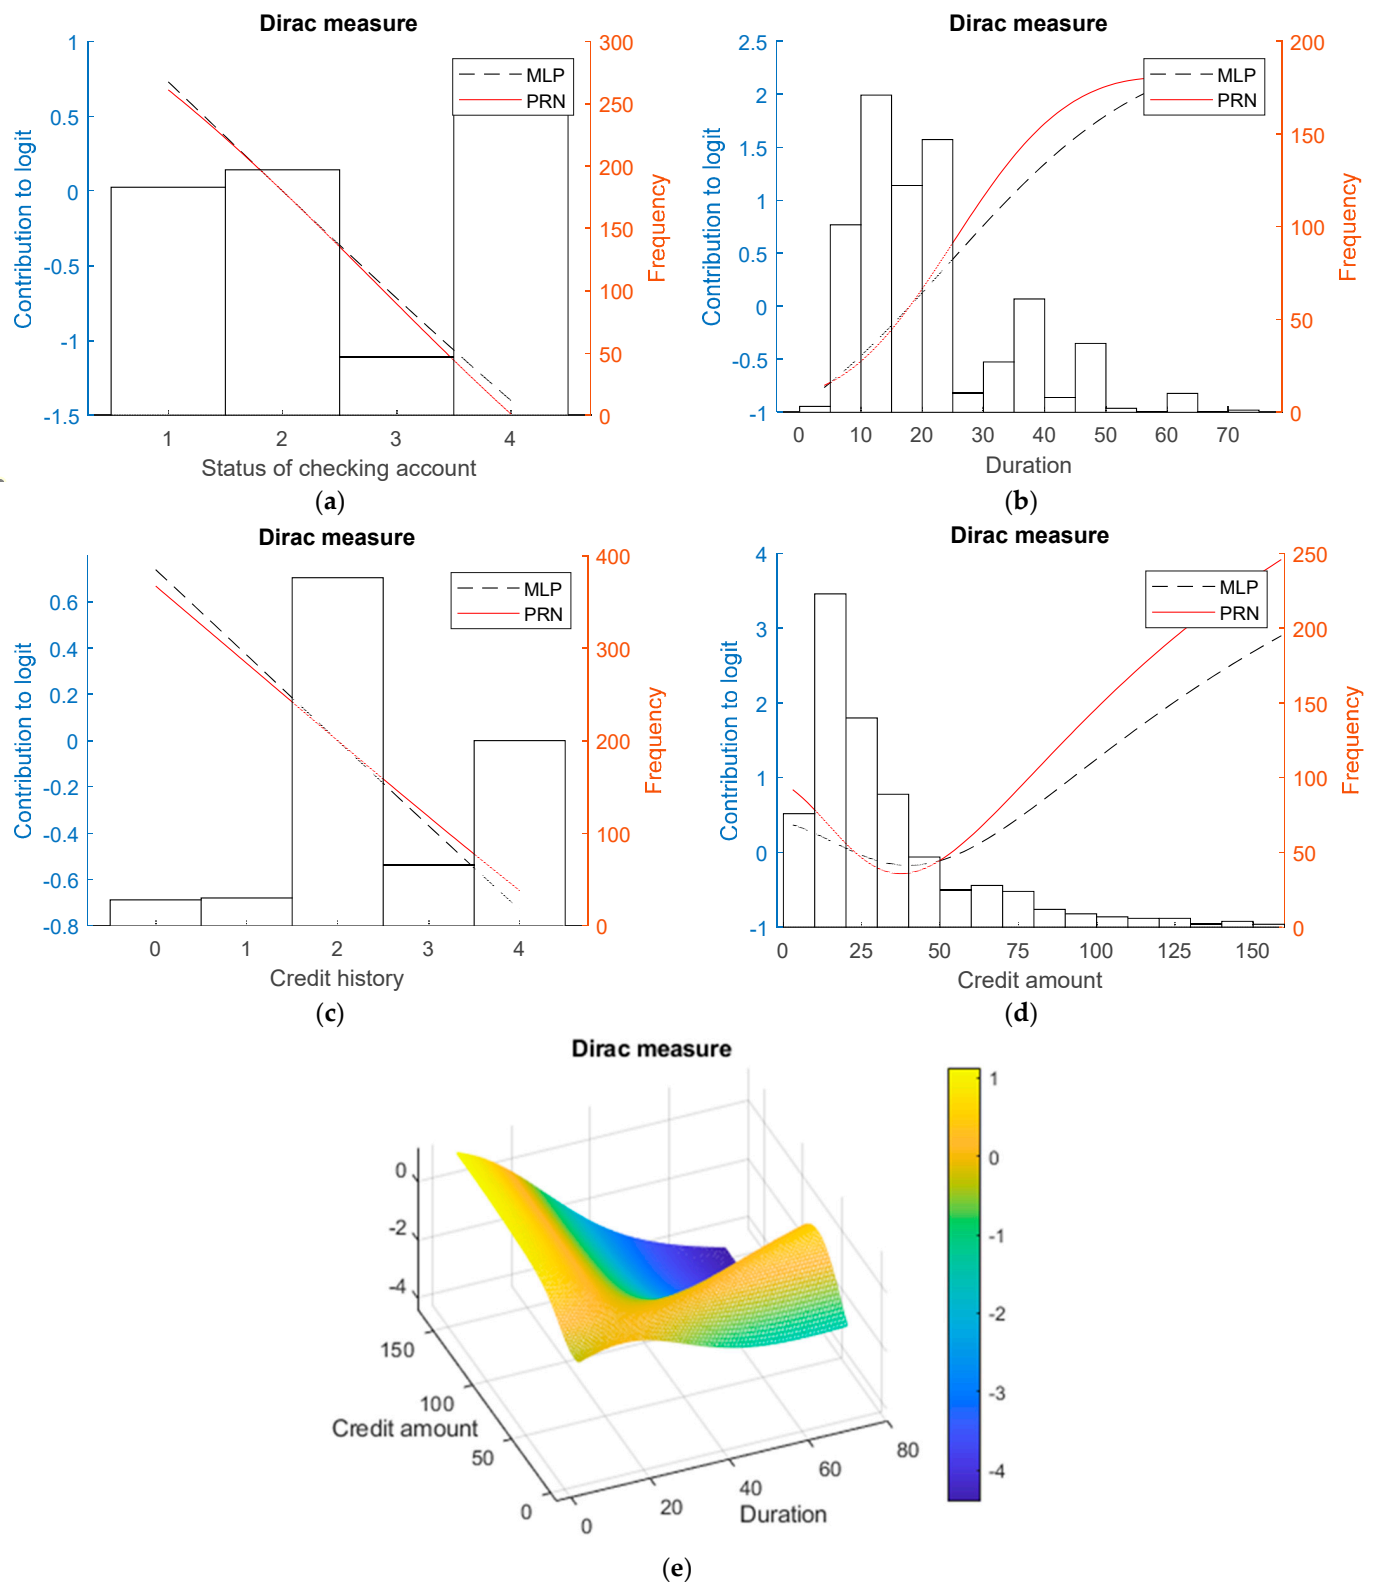 Dirac measure
1
0.5
0
-0.5
-1
-1.5
Contribution to logit
300
250
200
150
100
50
0
Frequency
MLP
PRN
1 2 3 4
Status of checking account
(a)
Dirac measure
2.5
2
1.5
1
0.5
0
-0.5
-1
Contribution to logit
200
150
100
50
0
Frequency
MLP
PRN
0 10 20 30 40 50 60 70
Duration
(b)
Dirac measure
0.6
0.4
0.2
0
-0.2
-0.4
-0.6
-0.8
Contribution to logit
400
300
200
100
0
Frequency
MLP
PRN
0 1 2 3 4
Credit history
(c)
Dirac measure
4
3
2
1
0
-1
Contribution to logit
250
200
150
100
50
0
Frequency
MLP
PRN
0 25 50 75 100 125 150
Credit amount
(d)
Dirac measure
0
-2
-4
150
100
50
0
Credit amount
0
20
40
60
80
Duration
1
0
-1
-2
-3
-4
(e)